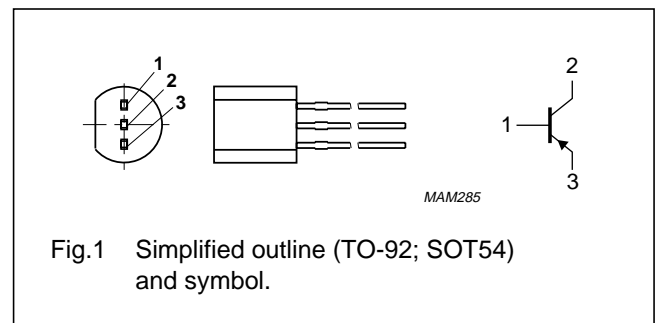 1
2
3
2
1
3
MAM285
Fig.1 Simplified outline (TO-92; SOT54)
and symbol.